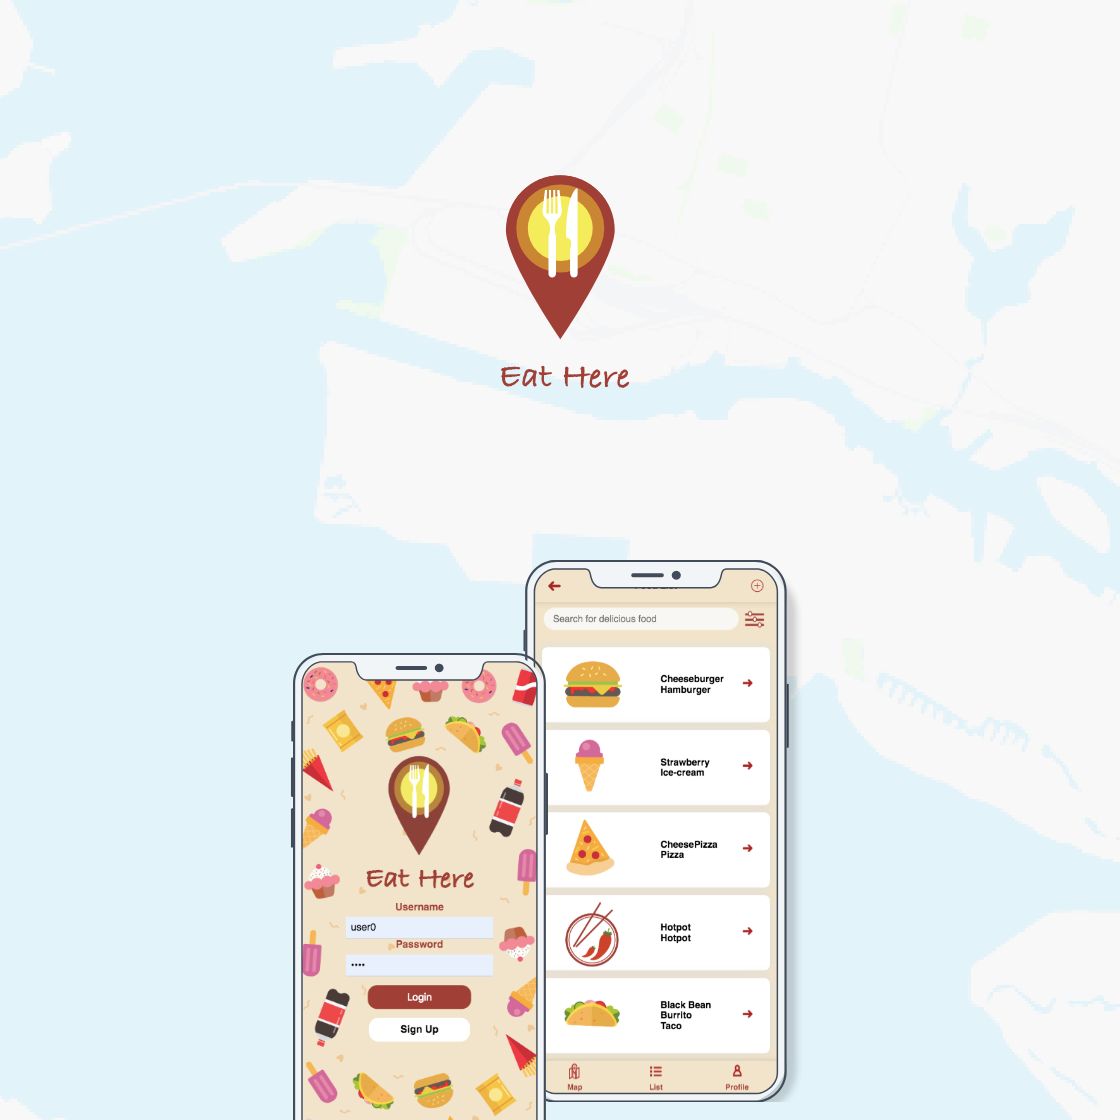 Eat Here
Eat Here
Username
user0
Password
••••
Login
Sign Up
Search for delicious food
Cheeseburger
Hamburger
Strawberry
Ice-cream
CheesePizza
Pizza
Hotpot
Hotpot
Black Bean
Burrito
Taco
Map
List
Profile